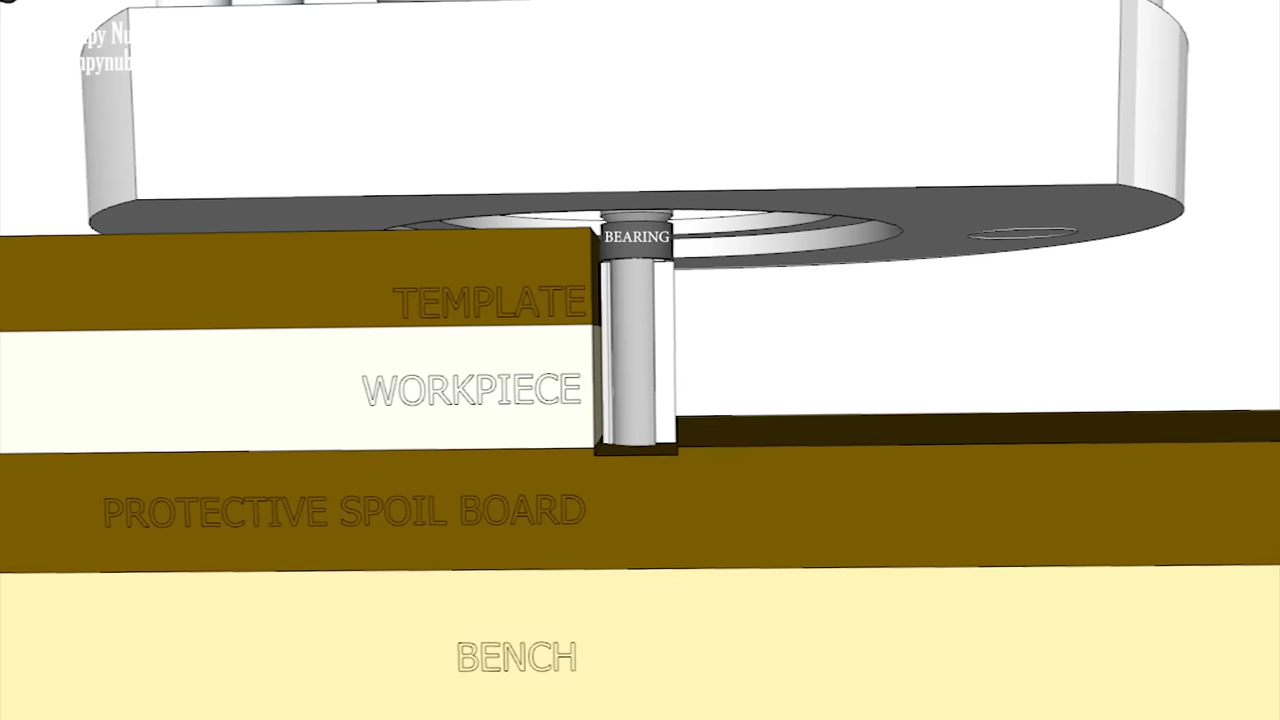 BEARING
TEMPLATE
WORKPIECE
PROTECTIVE SPOIL BOARD
BENCH